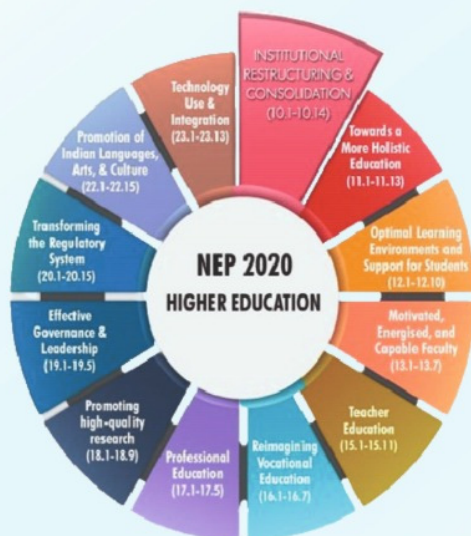 INSTITUTIONAL
RESTRUCTURING &
CONSOLIDATION
(10.1-10.14)
Towards a
More Holistic
Education
(11.1-11.13)
Optimal Learning
Environments and
Support for Students
(12.1-12.10)
Motivated,
Energised, and
Capable Faculty
(13.1-13.7)
Teacher
Education
(15.1-15.11)
Reimagining
Vocational
Education
(16.1-16.7)
Professional
Education
(17.1-17.5)
Promoting
high-quality
research
(18.1-18.9)
Effective
Governance &
Leadership
(19.1-19.5)
Transforming
the Regulatory
System
(20.1-20.15)
Promotion of
Indian Languages,
Arts, & Culture
(22.1-22.15)
Technology
Use &
Integration
(23.1-23.13)
NEP 2020
HIGHER EDUCATION